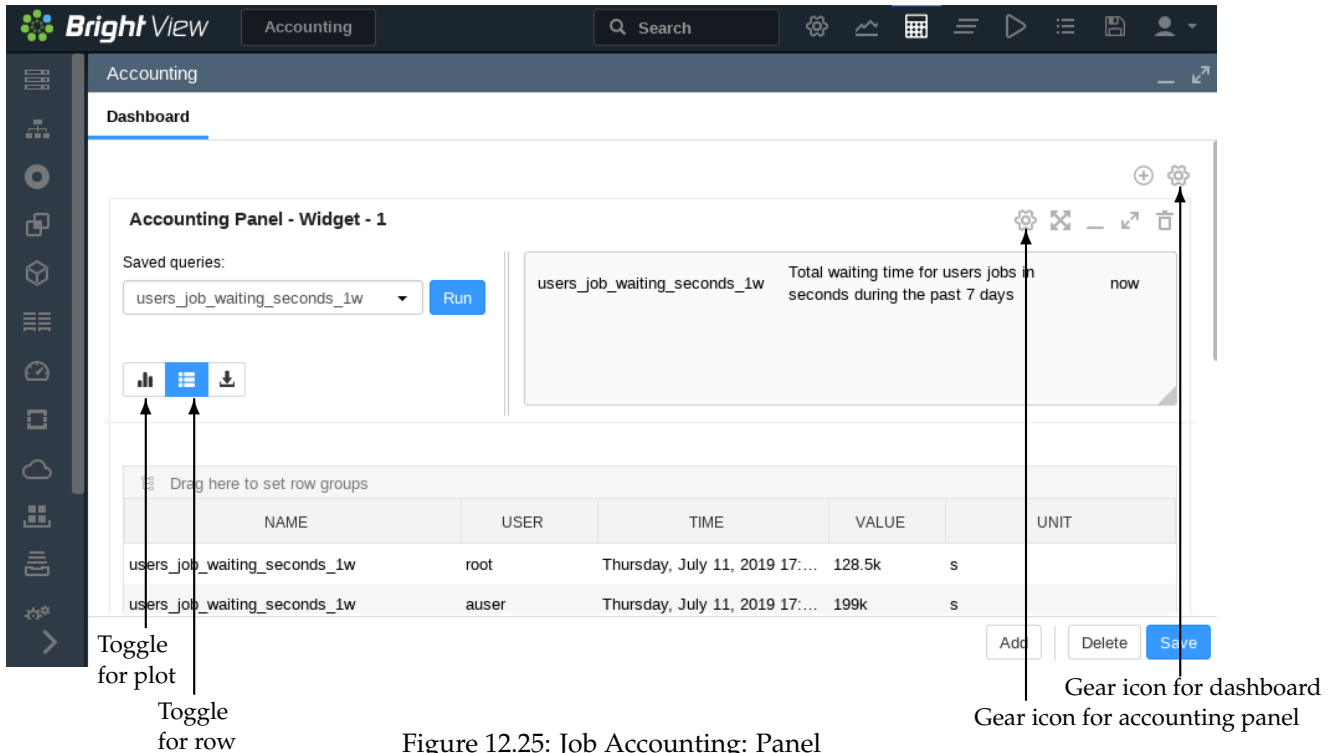 Bright View
Accounting
Search
Accounting
Dashboard
Accounting Panel - Widget - 1
Saved queries:
users_job_waiting_seconds_1w
Run
users_job_waiting_seconds_1w
Total waiting time for users jobs in
seconds during the past 7 days
now
Drag here to set row groups
NAME USER TIME VALUE UNIT
users_job_waiting_seconds_1w root Thursday, July 11, 2019 17:... 128.5k s
users_job_waiting_seconds_1w auser Thursday, July 11, 2019 17:... 199k s
Add Delete Save
Toggle
for plot
Toggle
for row
Gear icon for dashboard
Gear icon for accounting panel
Figure 12.25: Job Accounting: Panel